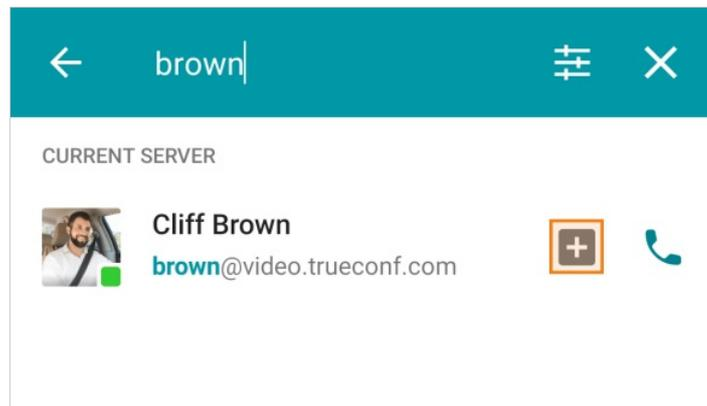 brown
CURRENT SERVER
Cliff Brown
brown@video.trueconf.com